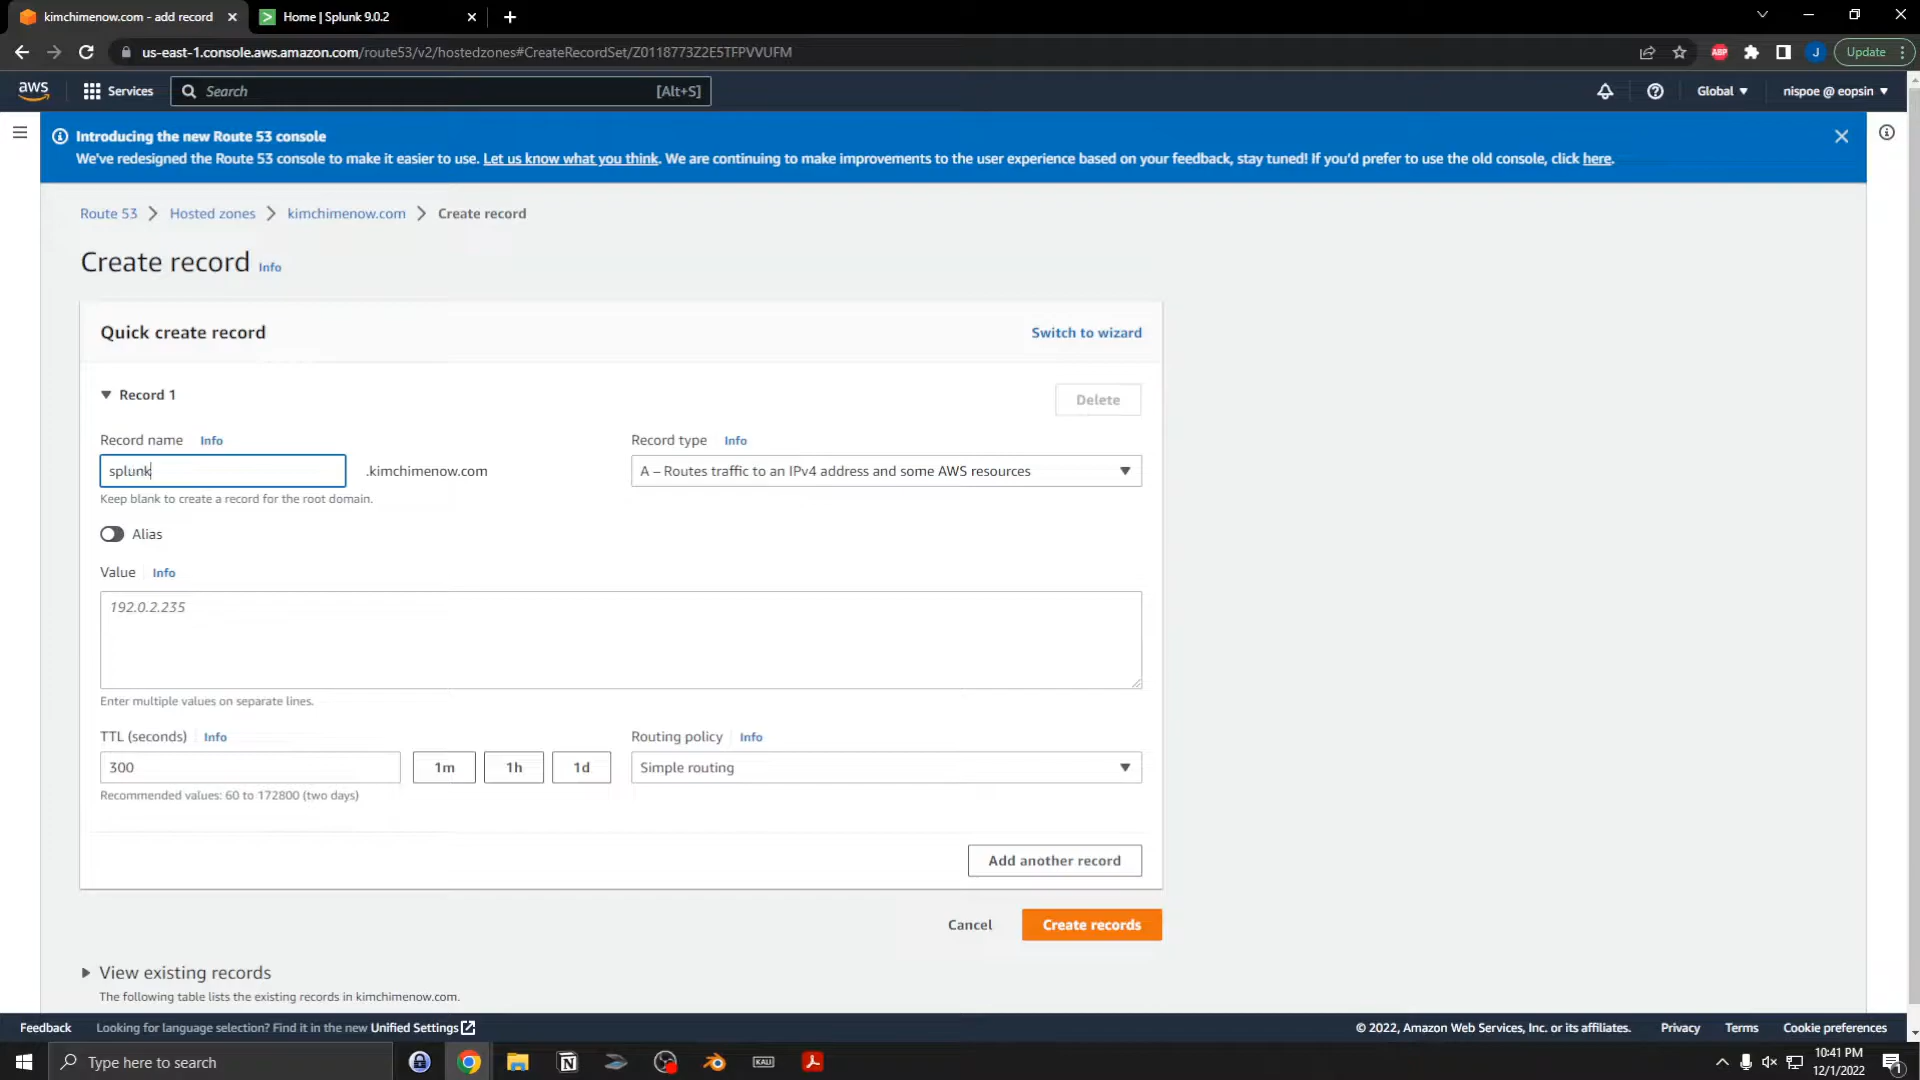 kimchimenow.com - add record
Home | Splunk 9.0.2
us-east-1.console.aws.amazon.com/route53/v2/hostedzones#CreateRecordSet/Z0118773Z2E5TFPVVUFM
ABP
J
Update
aws
Services
Search
[Alt+S]
Global
nispoe @ eopsin
Introducing the new Route 53 console
We've redesigned the Route 53 console to make it easier to use. Let us know what you think. We are continuing to make improvements to the user experience based on your feedback, stay tuned! If you'd prefer to use the old console, click here.
Route 53 > Hosted zones > kimchimenow.com > Create record
Create record Info
Quick create record
Switch to wizard
Record 1
Delete
Record name Info
Record type Info
splunk
.kimchimenow.com
A – Routes traffic to an IPv4 address and some AWS resources
Keep blank to create a record for the root domain.
Alias
Value Info
192.0.2.235
Enter multiple values on separate lines.
TTL (seconds) Info
Routing policy Info
300
1m
1h
1d
Simple routing
Recommended values: 60 to 172800 (two days)
Add another record
Cancel
Create records
View existing records
The following table lists the existing records in kimchimenow.com.
Feedback
Looking for language selection? Find it in the new Unified Settings
© 2022, Amazon Web Services, Inc. or its affiliates.
Privacy
Terms
Cookie preferences
Type here to search
KALI
10:41 PM
12/1/2022
1